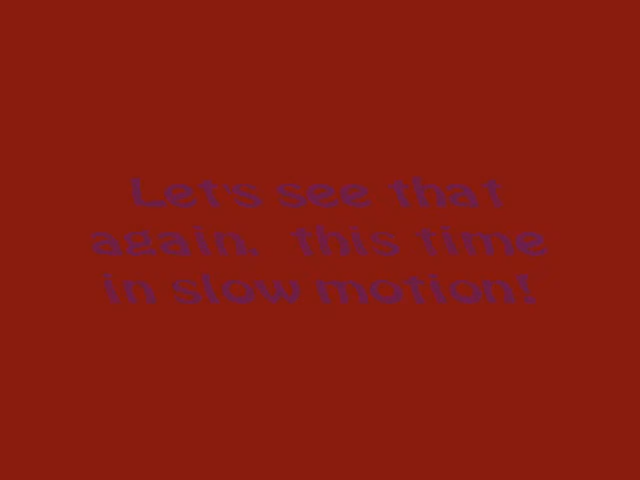 Let's see that
again, this time
in slow motion!